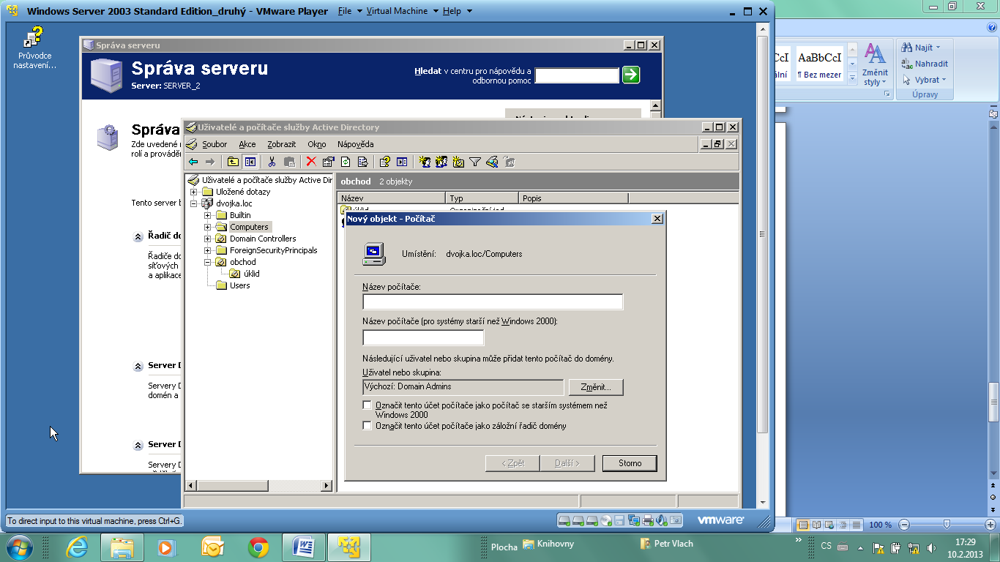 Windows Server 2003 Standard Edition_druhý - VMware Player File Virtual Machine Help
Průvodce
nastavení...
Správa serveru
Správa serveru
Server: SERVER_2
Hledat v centru pro nápovědu a
odbornou pomoc
Správa
Zde uvedené
rolí a provádě
Tento server
Řadič do
Řadiče do
síťových
a aplikace
Server D
Servery D
domén a
Server D
Servery D
Uživatelé a počítače služby Active Directory
Soubor Akce Zobrazit Okno Nápověda
Uživatelé a počítače služby Active Dir
Uložené dotazy
dvojka.loc
Builtin
Computers
Domain Controllers
ForeignSecurityPrincipals
obchod
úklid
Users
obchod 2 objekty
Název Typ Popis
Nový objekt - Počítač
Umístění: dvojka.loc/Computers
Název počítače:
Název počítače (pro systémy starší než Windows 2000):
Následující uživatel nebo skupina může přidat tento počítač do domény.
Uživatel nebo skupina:
Výchozí: Domain Admins
Změnit...
Označit tento účet počítače jako počítač se starším systémem než
Windows 2000
Označit tento účet počítače jako záložní řadič domény
< Zpět Další > Storno
To direct input to this virtual machine, press Ctrl+G.
vmware
CcI AaBbCcI
ální ¶ Bez mezer
Změnit
styly
Najít
Nahradit
Vybrat
Úpravy
100 %
Plocha Knihovny Petr Vlach
» CS
17:29
10.2.2013